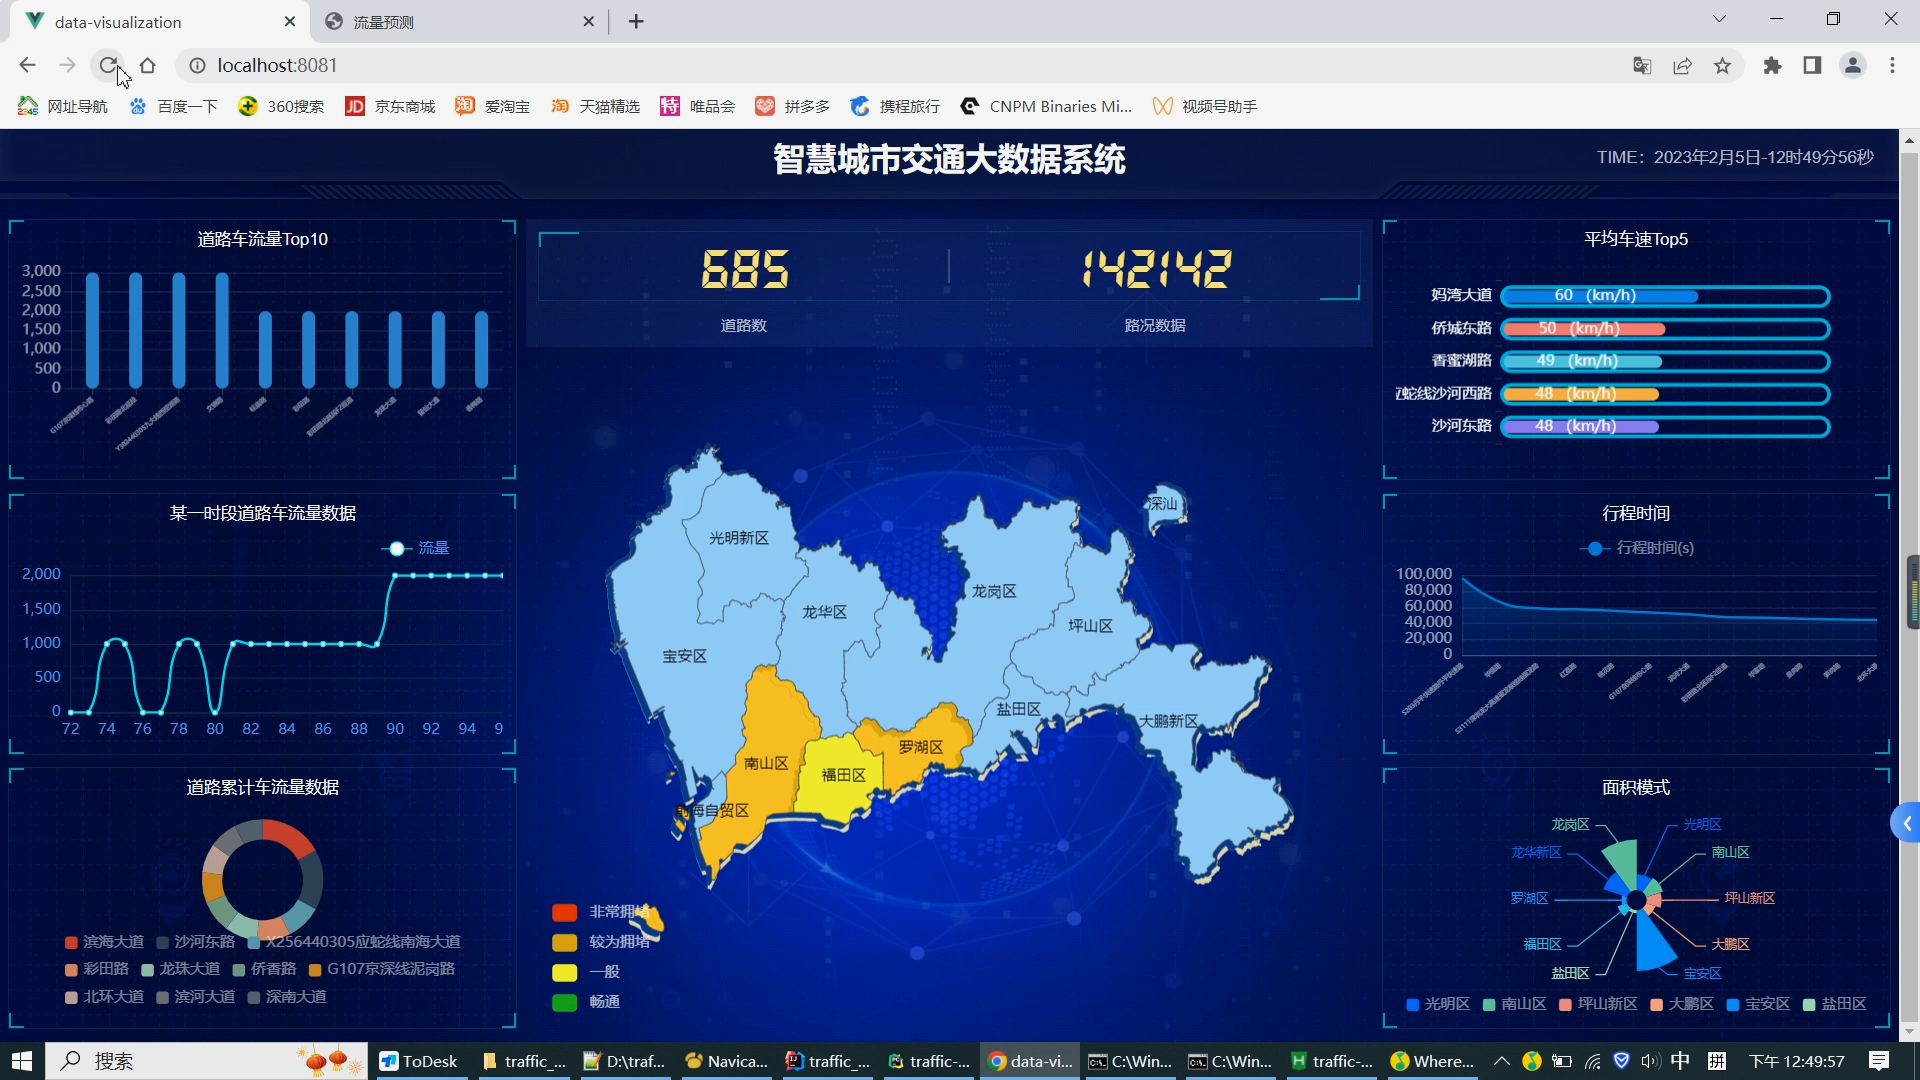 data-visualization
流量预测
localhost:8081
网址导航
百度一下
360搜索
京东商城
爱淘宝
天猫精选
唯品会
拼多多
携程旅行
CNPM Binaries Mi...
视频号助手
智慧城市交通大数据系统
TIME：2023年2月5日-12时49分56秒
道路车流量Top10
3,000
2,500
2,000
1,500
1,000
500
0
某一时段道路车流量数据
流量
2,000
1,500
1,000
500
0
72 74 76 78 80 82 84 86 88 90 92 94 9
道路累计车流量数据
滨海大道 沙河东路 X256440305应蛇线南海大道
彩田路 龙珠大道 侨香路 G107京深线泥岗路
北环大道 滨河大道 深南大道
685
道路数
142142
路况数据
深汕
光明新区
龙岗区
龙华区
坪山区
宝安区
盐田区
大鹏新区
罗湖区
南山区
福田区
前海自贸区
非常拥堵
较为拥堵
一般
畅通
平均车速Top5
妈湾大道 60 (km/h)
侨城东路 50 (km/h)
香蜜湖路 49 (km/h)
应蛇线沙河西路 48 (km/h)
沙河东路 48 (km/h)
行程时间
行程时间(s)
100,000
80,000
60,000
40,000
20,000
0
面积模式
龙岗区
光明区
龙华新区
南山区
罗湖区
坪山新区
福田区
大鹏区
盐田区
宝安区
光明区 南山区 坪山新区 大鹏区 宝安区 盐田区
搜索
ToDesk
traffic_...
D:\traf...
Navica...
traffic_...
traffic-...
data-vi...
C:\Win...
C:\Win...
traffic-...
Where...
中
拼
下午 12:49:57